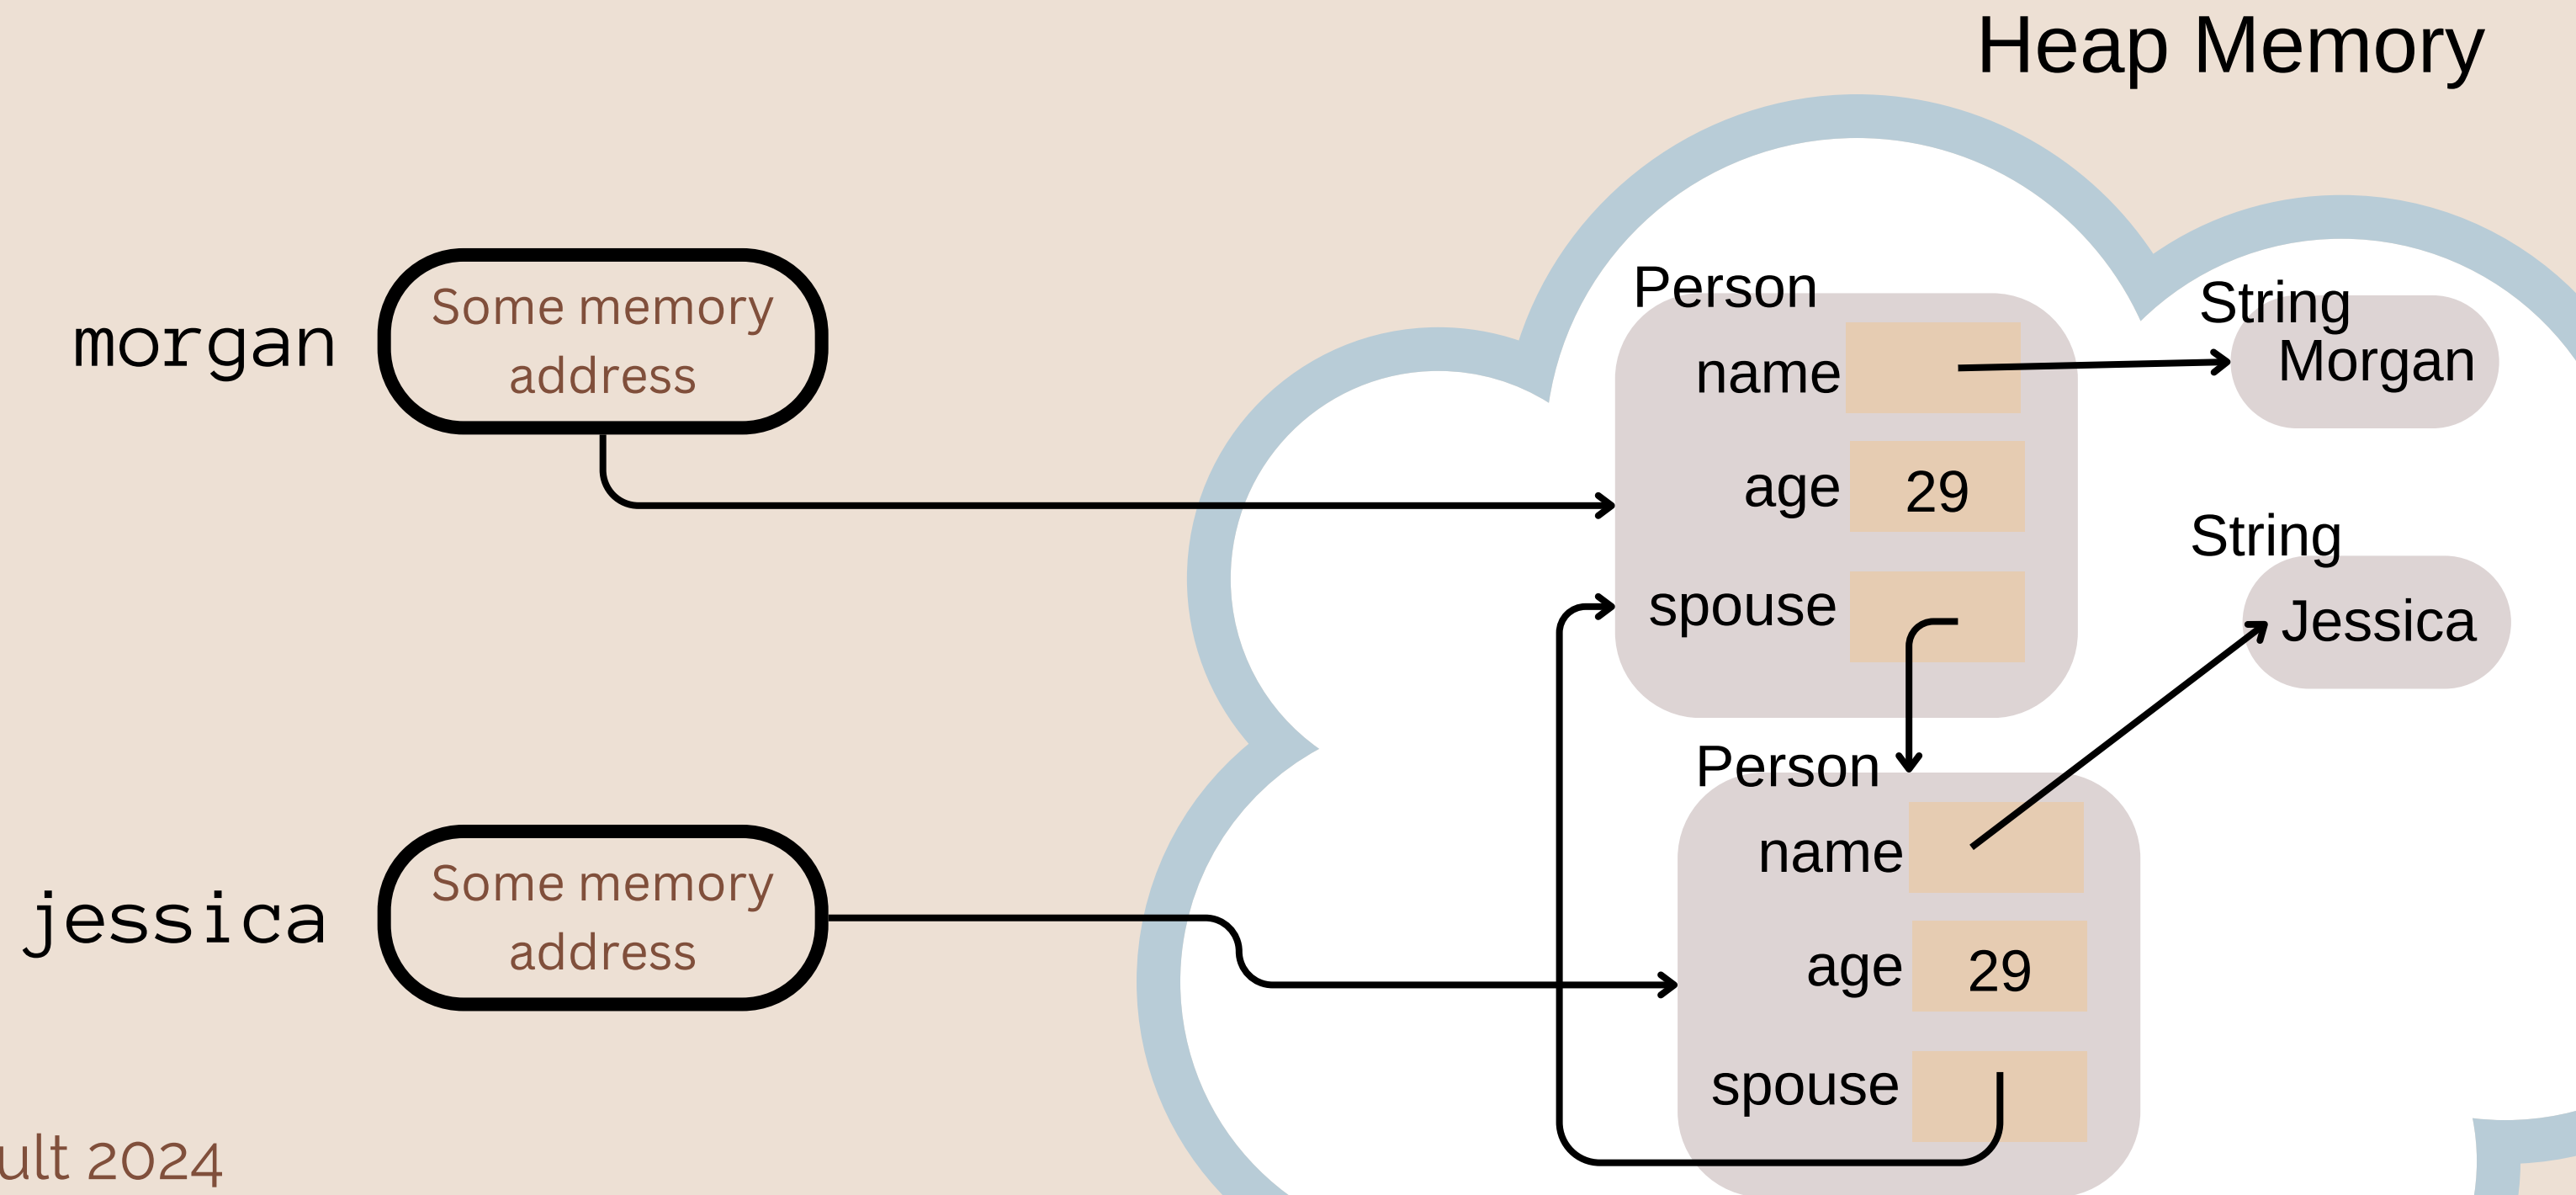 Heap Memory
morgan
Some memory
address
Person
name
age
29
spouse
String
Morgan
String
Jessica
jessica
Some memory
address
Person
name
age
29
spouse
ult 2024